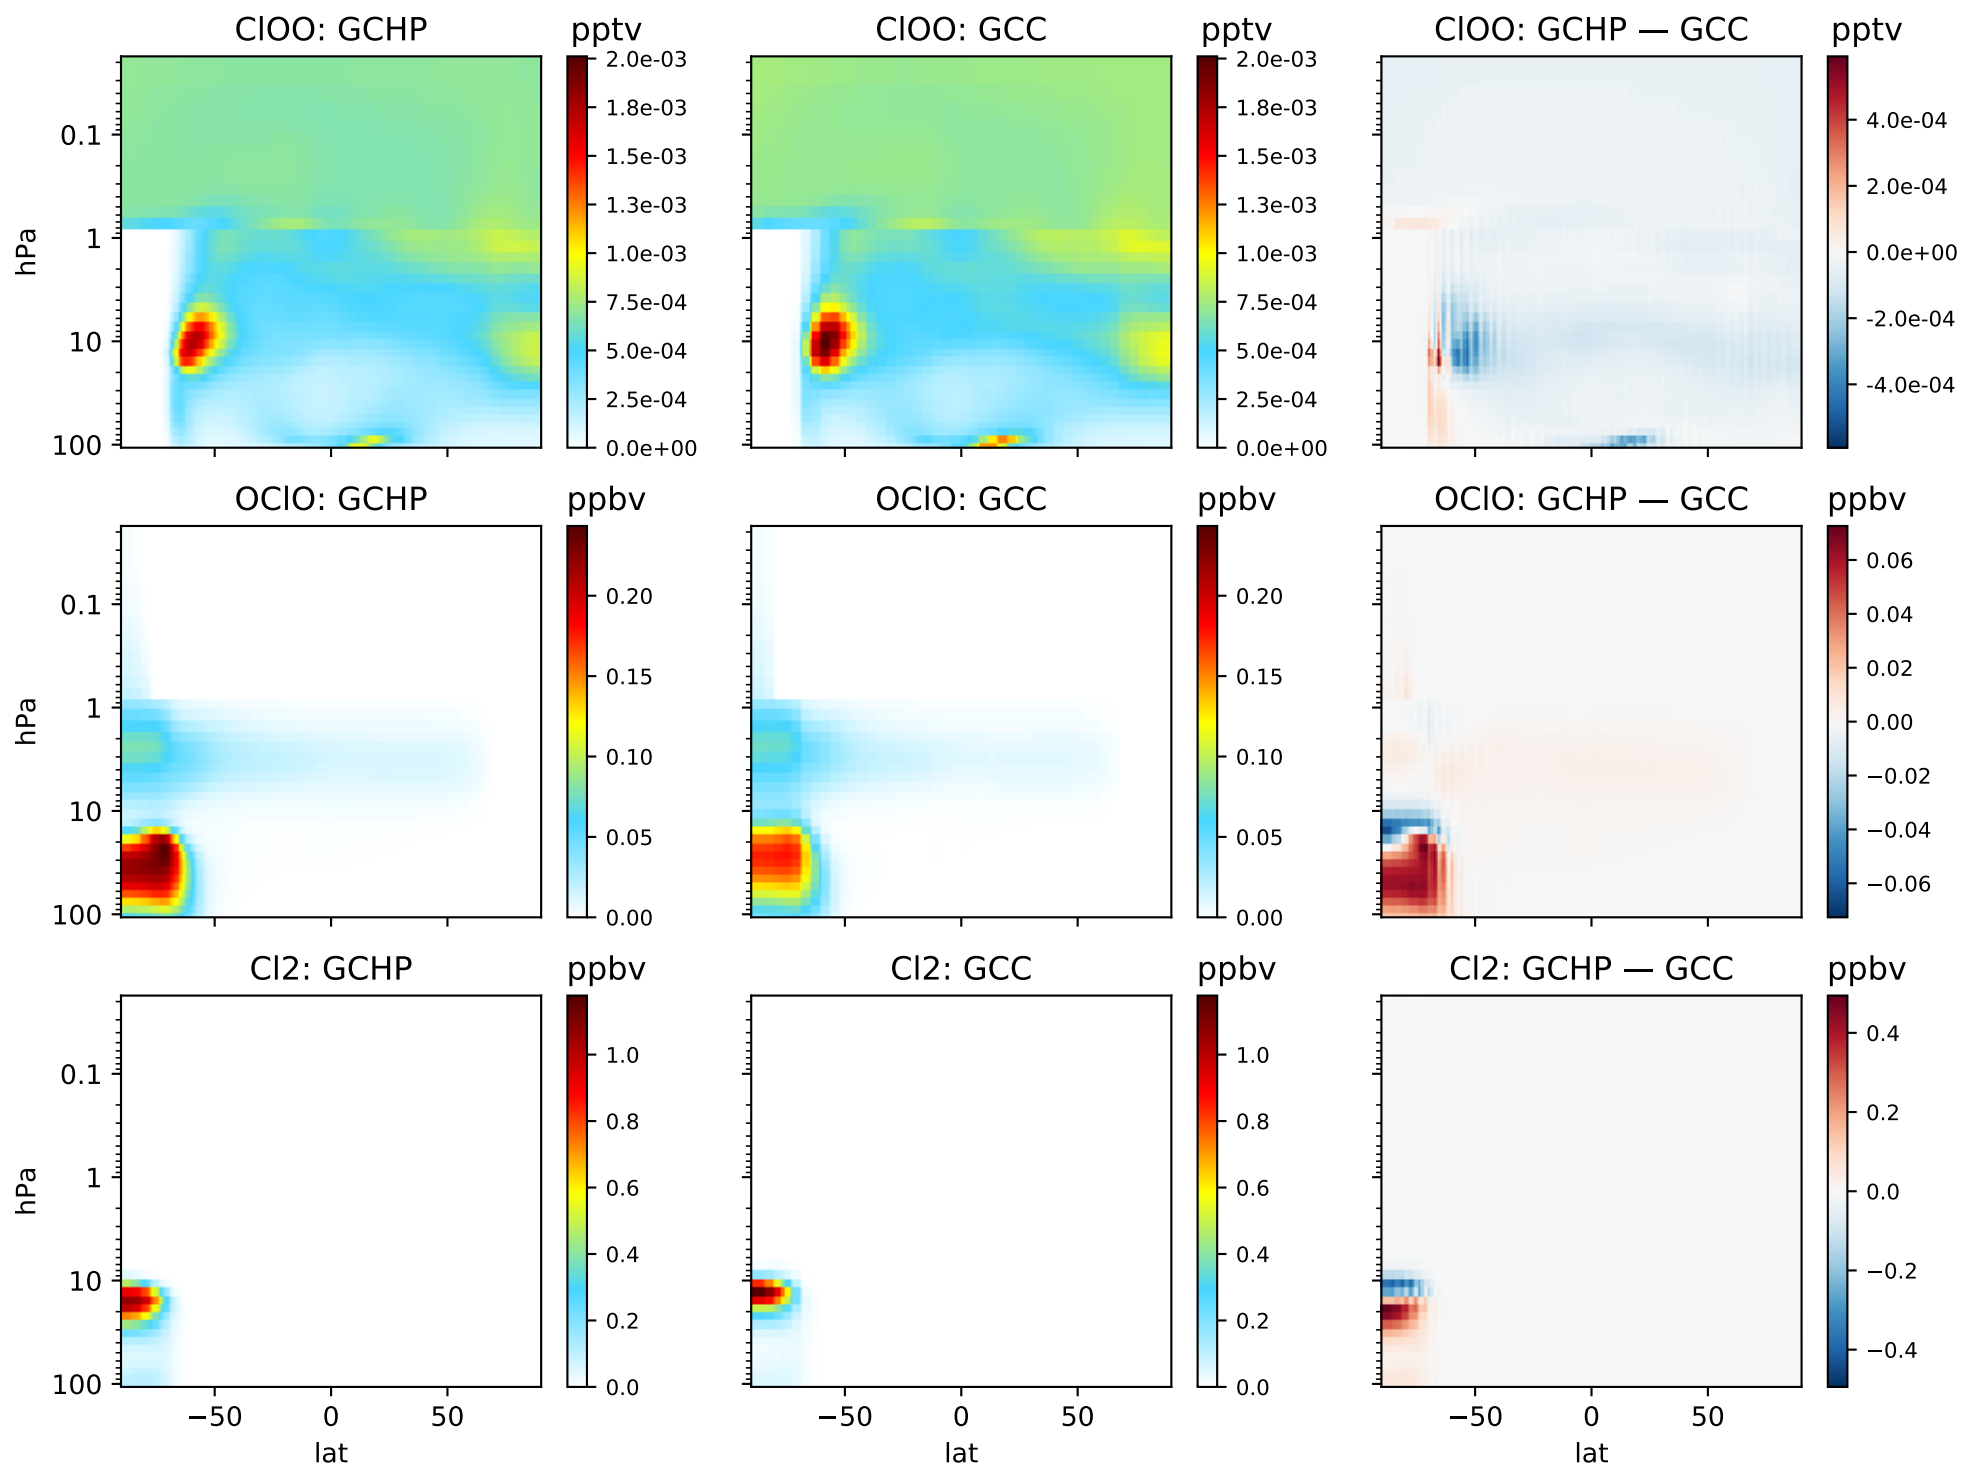 ClOO: GCHP pptv ClOO: GCC pptv ClOO: GCHP — GCC pptv
2.0e-03 2.0e-03
1.8e-03 1.8e-03
0.1 4.0e-04
1.5e-03 1.5e-03
2.0e-04
1.3e-03 1.3e-03
hPa 1 1.0e-03 1.0e-03 0.0e+00
7.5e-04 7.5e-04
-2.0e-04
10 5.0e-04 5.0e-04
-4.0e-04
2.5e-04 2.5e-04
100 0.0e+00 0.0e+00
OClO: GCHP ppbv OClO: GCC ppbv OClO: GCHP — GCC ppbv
0.06
0.1 0.20 0.20
0.04
0.15 0.15 0.02
hPa 1 0.00
0.10 0.10
−0.02
10 0.05 0.05 −0.04
−0.06
100 0.00 0.00
Cl2: GCHP ppbv Cl2: GCC ppbv Cl2: GCHP — GCC ppbv
1.0 1.0 0.4
0.1
0.8 0.8 0.2
hPa 1 0.6 0.6 0.0
10 0.4 0.4 −0.2
0.2 0.2
−0.4
100 0.0 0.0
−50 0 50 −50 0 50 −50 0 50
lat lat lat